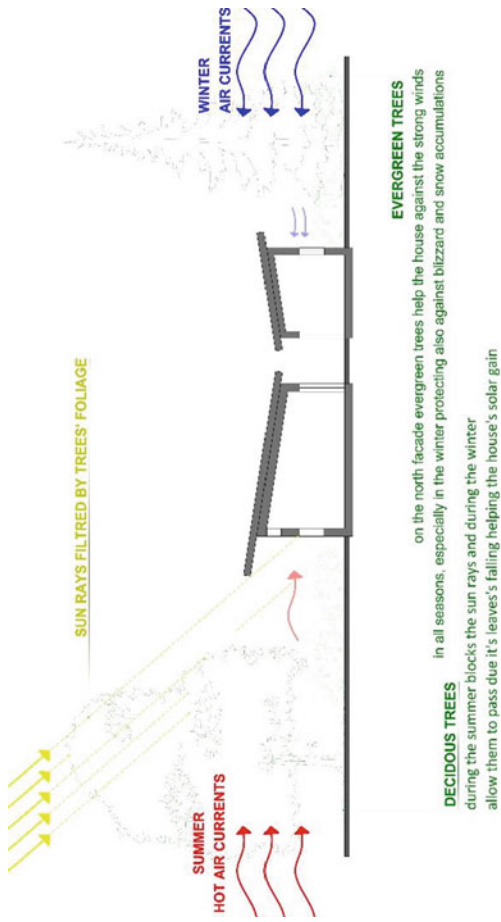 SUN RAYS FILTRED BY TREES' FOLIAGE
SUMMER
HOT AIR CURRENTS
WINTER
AIR CURRENTS
DECIDOUS TREES
during the summer blocks the sun rays and during the winter
allow them to pass due it's leaves's falling helping the house's solar gain
EVERGREEN TREES
on the north facade evergreen trees help the house against the strong winds
in all seasons, especially in the winter protecting also against blizzard and snow accumulations